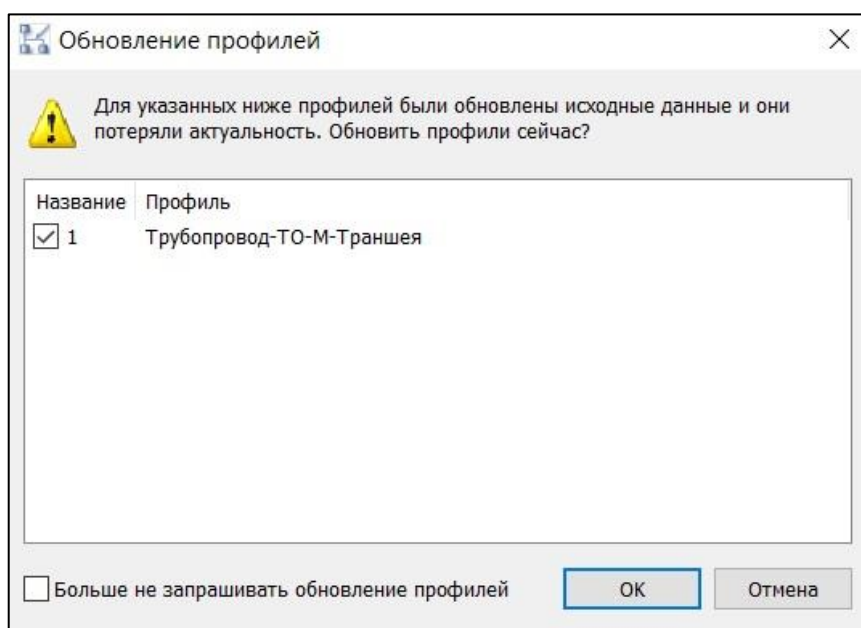 Обновление профилей
Для указанных ниже профилей были обновлены исходные данные и они
потеряли актуальность. Обновить профили сейчас?
Название Профиль
1 Трубопровод-ТО-М-Траншея
Больше не запрашивать обновление профилей
ОК Отмена